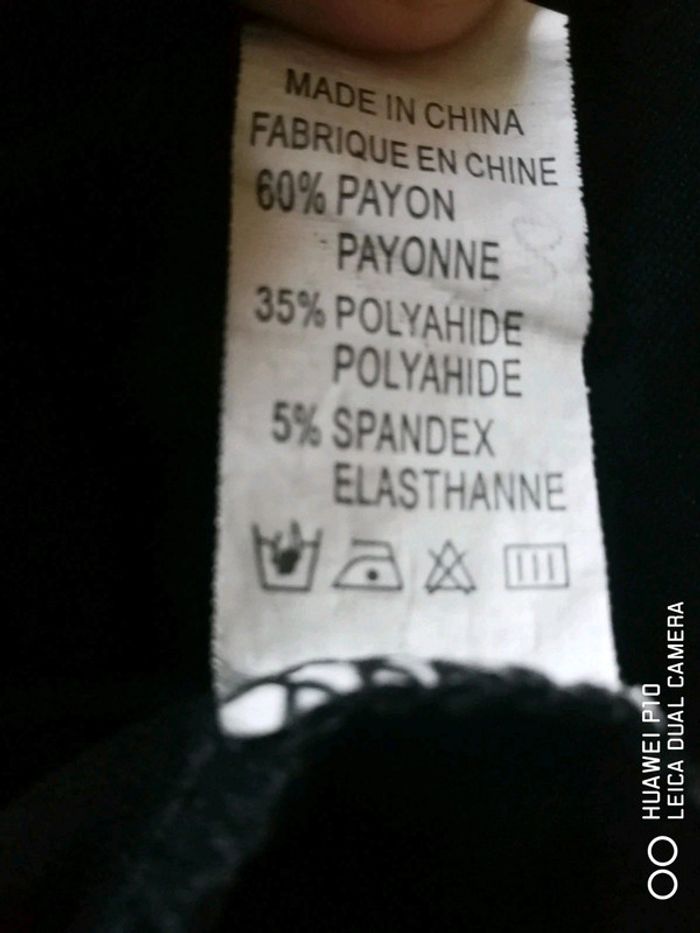 MADE IN CHINA
FABRIQUE EN CHINE
60% PAYON
PAYONNE
35% POLYAHIDE
POLYAHIDE
5% SPANDEX
ELASTHANNE
HUAWEI P10
LEICA DUAL CAMERA